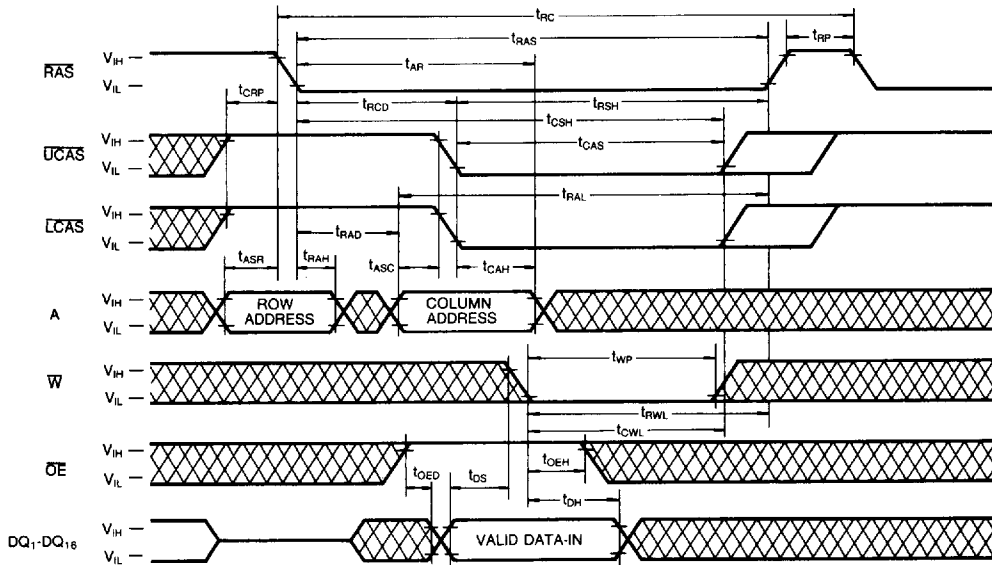 tRC
tRAS
tRP
RAS
VIH
VIL
tAR
tCRP
tRCD
tRSH
tCSH
UCAS
VIH
VIL
tCAS
tRAL
LCAS
VIH
VIL
tRAD
tASR
tRAH
tASC
tCAH
A
VIH
VIL
ROW
ADDRESS
COLUMN
ADDRESS
W
VIH
VIL
tWP
tRWL
tCWL
OE
VIH
VIL
tOED
tDS
tOEH
tDH
DQ1-DQ16
VIH
VIL
VALID DATA-IN